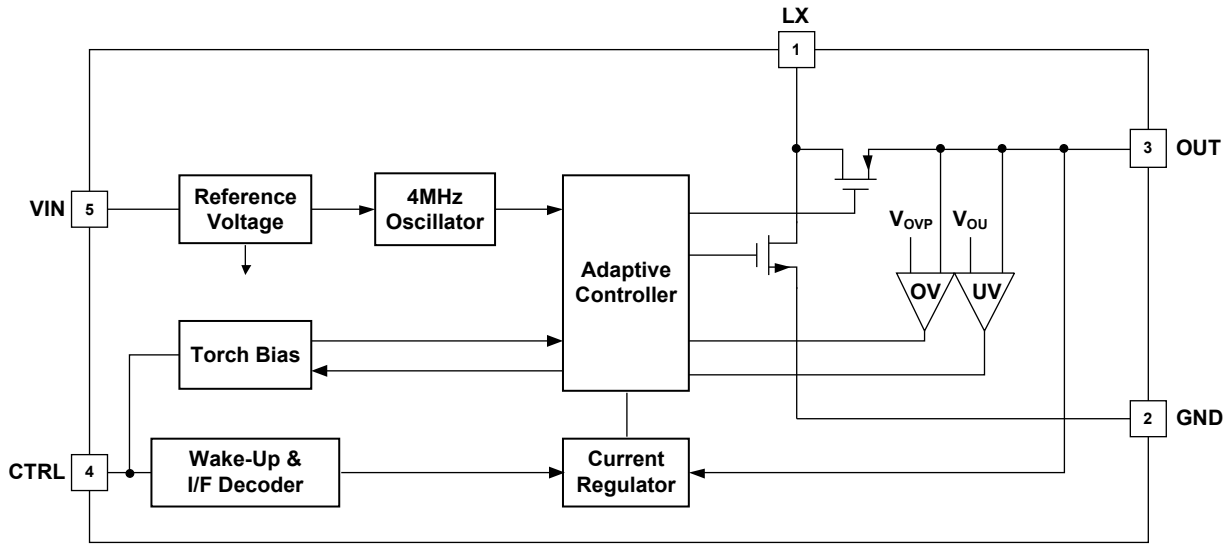 LX
1
3
OUT
VIN
5
Reference
Voltage
4MHz
Oscillator
Adaptive
Controller
VOVP
VOU
OV
UV
Torch Bias
2
GND
CTRL
4
Wake-Up &
I/F Decoder
Current
Regulator